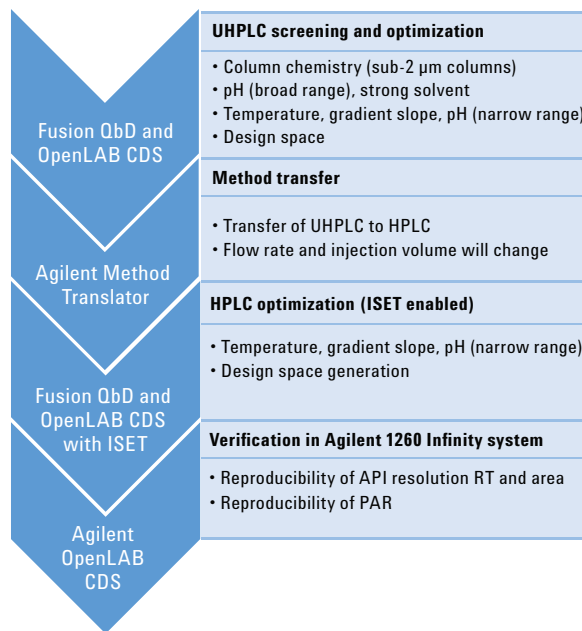 UHPLC screening and optimization
• Column chemistry (sub-2 µm columns)
• pH (broad range), strong solvent
• Temperature, gradient slope, pH (narrow range)
• Design space
Fusion QbD and
OpenLAB CDS
Method transfer
• Transfer of UHPLC to HPLC
• Flow rate and injection volume will change
Agilent Method
Translator
HPLC optimization (ISET enabled)
• Temperature, gradient slope, pH (narrow range)
• Design space generation
Fusion QbD and
OpenLAB CDS
with ISET
Verification in Agilent 1260 Infinity system
• Reproducibility of API resolution RT and area
• Reproducibility of PAR
Agilent
OpenLAB
CDS